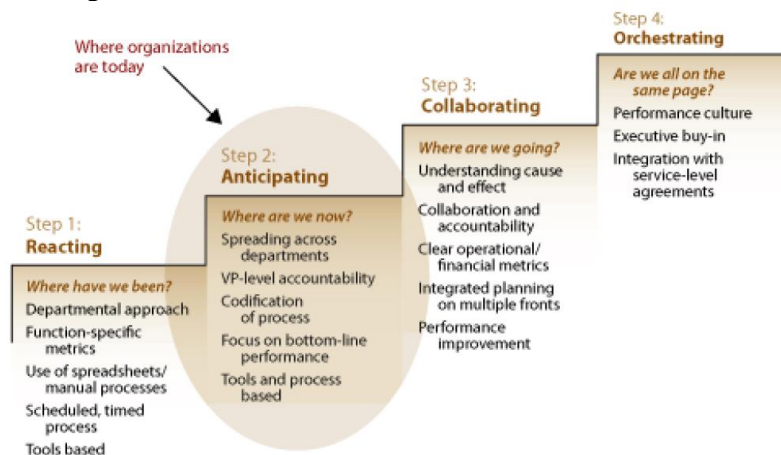 Where organizations
are today
Step 1:
Reacting
Where have we been?
Departmental approach
Function-specific
metrics
Use of spreadsheets/
manual processes
Scheduled, timed
process
Tools based
Step 2:
Anticipating
Where are we now?
Spreading across
departments
VP-level accountability
Codification
of process
Focus on bottom-line
performance
Tools and process
based
Step 3:
Collaborating
Where are we going?
Understanding cause
and effect
Collaboration and
accountability
Clear operational/
financial metrics
Integrated planning
on multiple fronts
Performance
improvement
Step 4:
Orchestrating
Are we all on the
same page?
Performance culture
Executive buy-in
Integration with
service-level
agreements